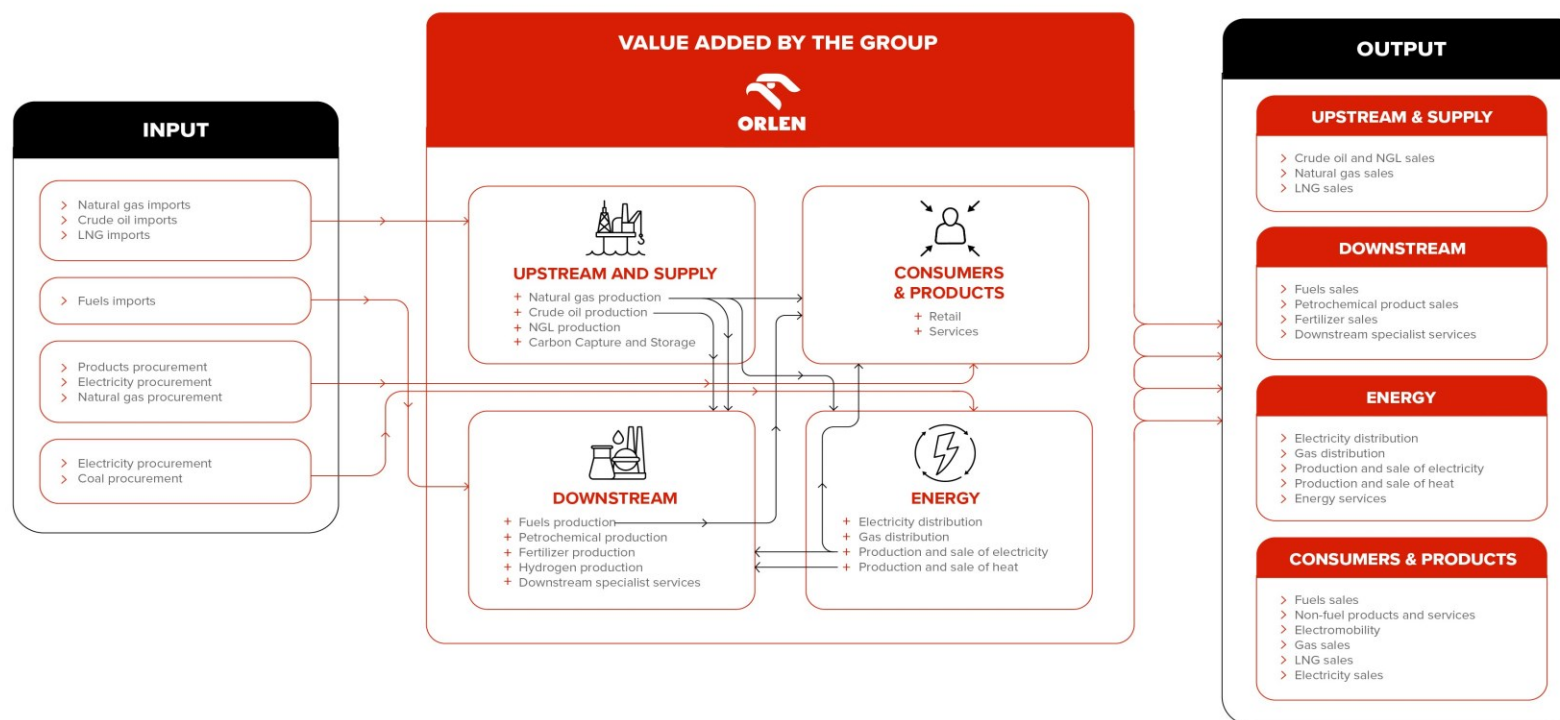 INPUT
> Natural gas imports
> Crude oil imports
> LNG imports
> Fuels imports
> Products procurement
> Electricity procurement
> Natural gas procurement
> Electricity procurement
> Coal procurement
VALUE ADDED BY THE GROUP
ORLEN
UPSTREAM AND SUPPLY
+ Natural gas production
+ Crude oil production
+ NGL production
+ Carbon Capture and Storage
CONSUMERS
& PRODUCTS
+ Retail
+ Services
DOWNSTREAM
+ Fuels production
+ Petrochemical production
+ Fertilizer production
+ Hydrogen production
+ Downstream specialist services
ENERGY
+ Electricity distribution
+ Gas distribution
+ Production and sale of electricity
+ Production and sale of heat
OUTPUT
UPSTREAM & SUPPLY
> Crude oil and NGL sales
> Natural gas sales
> LNG sales
DOWNSTREAM
> Fuels sales
> Petrochemical product sales
> Fertilizer sales
> Downstream specialist services
ENERGY
> Electricity distribution
> Gas distribution
> Production and sale of electricity
> Production and sale of heat
> Energy services
CONSUMERS & PRODUCTS
> Fuels sales
> Non-fuel products and services
> Electromobility
> Gas sales
> LNG sales
> Electricity sales